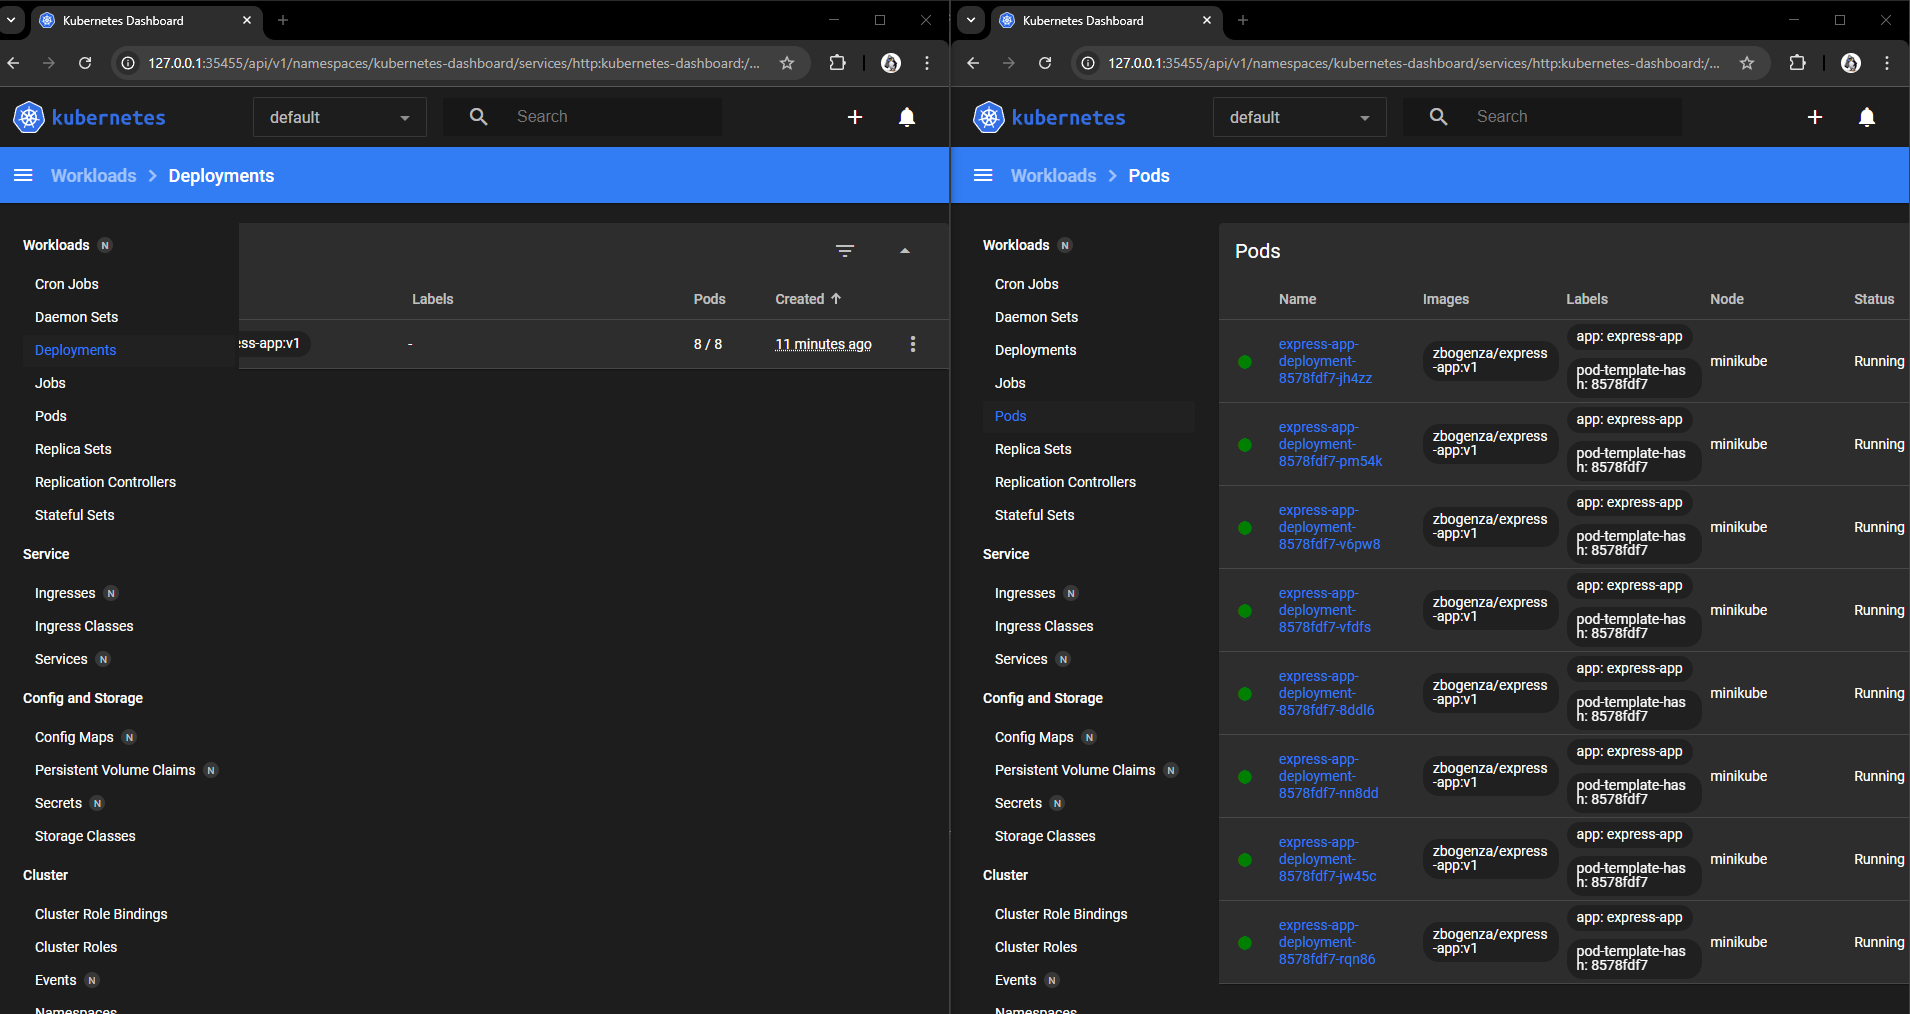 Kubernetes Dashboard
127.0.0.1:35455/api/v1/namespaces/kubernetes-dashboard/services/http:kubernetes-dashboard:/...
kubernetes
default
Search
Workloads > Deployments
Workloads N
Cron Jobs
Daemon Sets
Deployments
Jobs
Pods
Replica Sets
Replication Controllers
Stateful Sets
Service
Ingresses N
Ingress Classes
Services N
Config and Storage
Config Maps N
Persistent Volume Claims N
Secrets N
Storage Classes
Cluster
Cluster Role Bindings
Cluster Roles
Events N
Namespaces
Labels Pods Created
ss-app:v1 - 8 / 8 11 minutes ago
Kubernetes Dashboard
127.0.0.1:35455/api/v1/namespaces/kubernetes-dashboard/services/http:kubernetes-dashboard:/...
kubernetes
default
Search
Workloads > Pods
Workloads N
Cron Jobs
Daemon Sets
Deployments
Jobs
Pods
Replica Sets
Replication Controllers
Stateful Sets
Service
Ingresses N
Ingress Classes
Services N
Config and Storage
Config Maps N
Persistent Volume Claims N
Secrets N
Storage Classes
Cluster
Cluster Role Bindings
Cluster Roles
Events N
Namespaces
Pods
Name Images Labels Node Status
express-app-
deployment-
8578fdf7-jh4zz
zbogenza/express
-app:v1
app: express-app
pod-template-has
h: 8578fdf7
minikube
Running
express-app-
deployment-
8578fdf7-pm54k
zbogenza/express
-app:v1
app: express-app
pod-template-has
h: 8578fdf7
minikube
Running
express-app-
deployment-
8578fdf7-v6pw8
zbogenza/express
-app:v1
app: express-app
pod-template-has
h: 8578fdf7
minikube
Running
express-app-
deployment-
8578fdf7-vfdfs
zbogenza/express
-app:v1
app: express-app
pod-template-has
h: 8578fdf7
minikube
Running
express-app-
deployment-
8578fdf7-8ddl6
zbogenza/express
-app:v1
app: express-app
pod-template-has
h: 8578fdf7
minikube
Running
express-app-
deployment-
8578fdf7-nn8dd
zbogenza/express
-app:v1
app: express-app
pod-template-has
h: 8578fdf7
minikube
Running
express-app-
deployment-
8578fdf7-jw45c
zbogenza/express
-app:v1
app: express-app
pod-template-has
h: 8578fdf7
minikube
Running
express-app-
deployment-
8578fdf7-rqn86
zbogenza/express
-app:v1
app: express-app
pod-template-has
h: 8578fdf7
minikube
Running